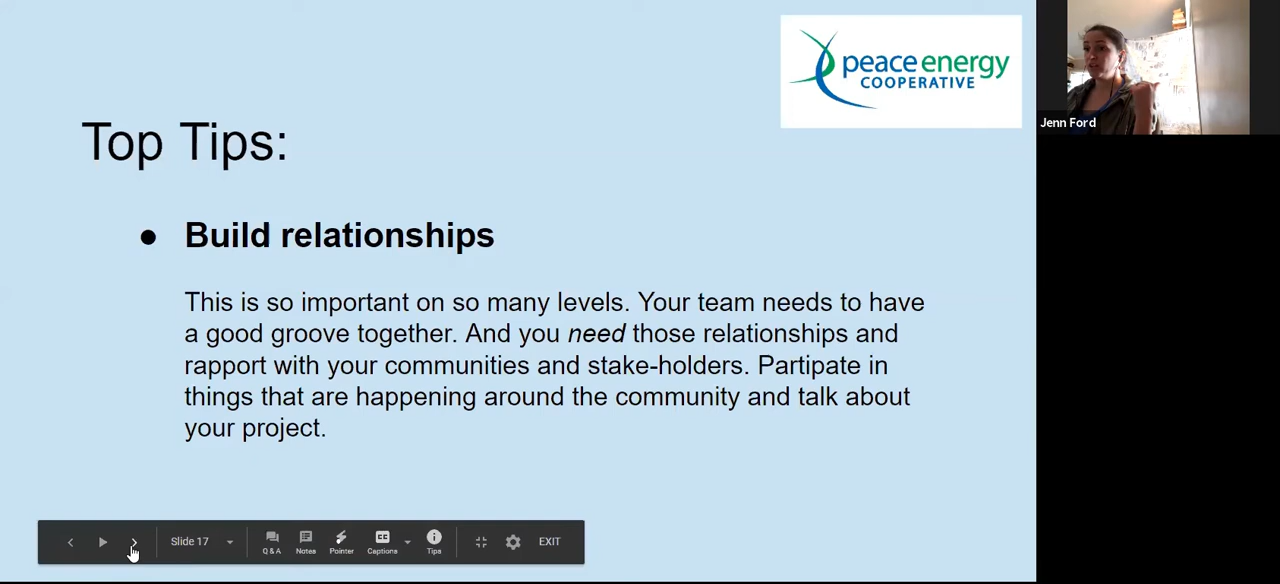 peace energy
COOPERATIVE
Jenn Ford
Top Tips:
● Build relationships
This is so important on so many levels. Your team needs to have
a good groove together. And you need those relationships and
rapport with your communities and stake-holders. Partipate in
things that are happening around the community and talk about
your project.
Slide 17
Q & A
Notes
Pointer
Captions
Tips
EXIT